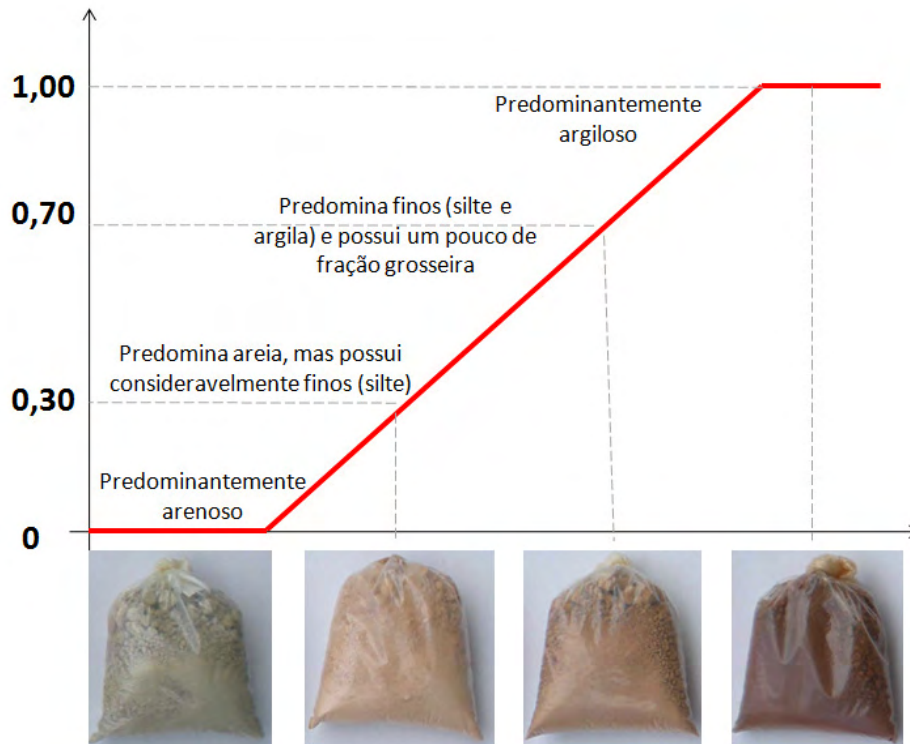 1,00
Predominantemente
argiloso
0,70
Predomina finos (silte e
argila) e possui um pouco de
fração grosseira
Predomina areia, mas possui
consideravelmente finos (silte)
0,30
Predominantemente
arenoso
0